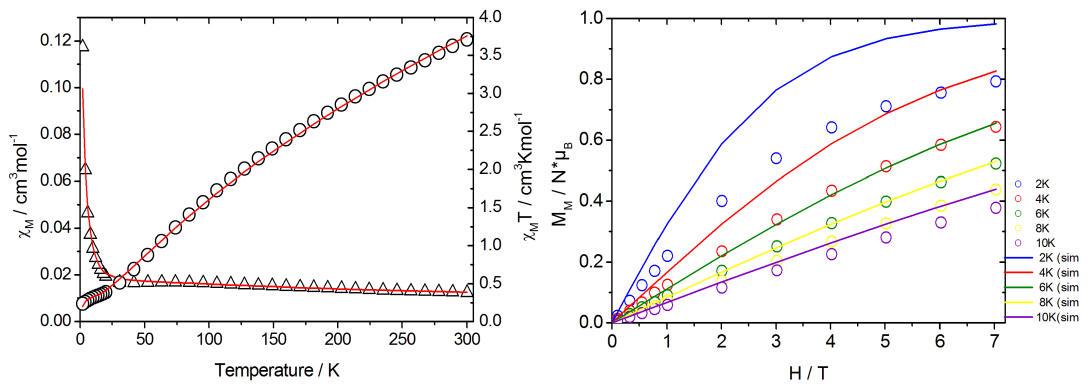 0.12
0.10
0.08
0.06
0.04
0.02
0.00
χM / cm3mol-1
0
50
100
150
200
250
300
Temperature / K
4.0
3.5
3.0
2.5
2.0
1.5
1.0
0.5
0.0
χMT / cm3Kmol-1
1.0
0.8
0.6
0.4
0.2
0.0
MM / N*μB
0
1
2
3
4
5
6
7
H / T
2K
4K
6K
8K
10K
2K (sim
4K (sim
6K (sim
8K (sim
10K(sim